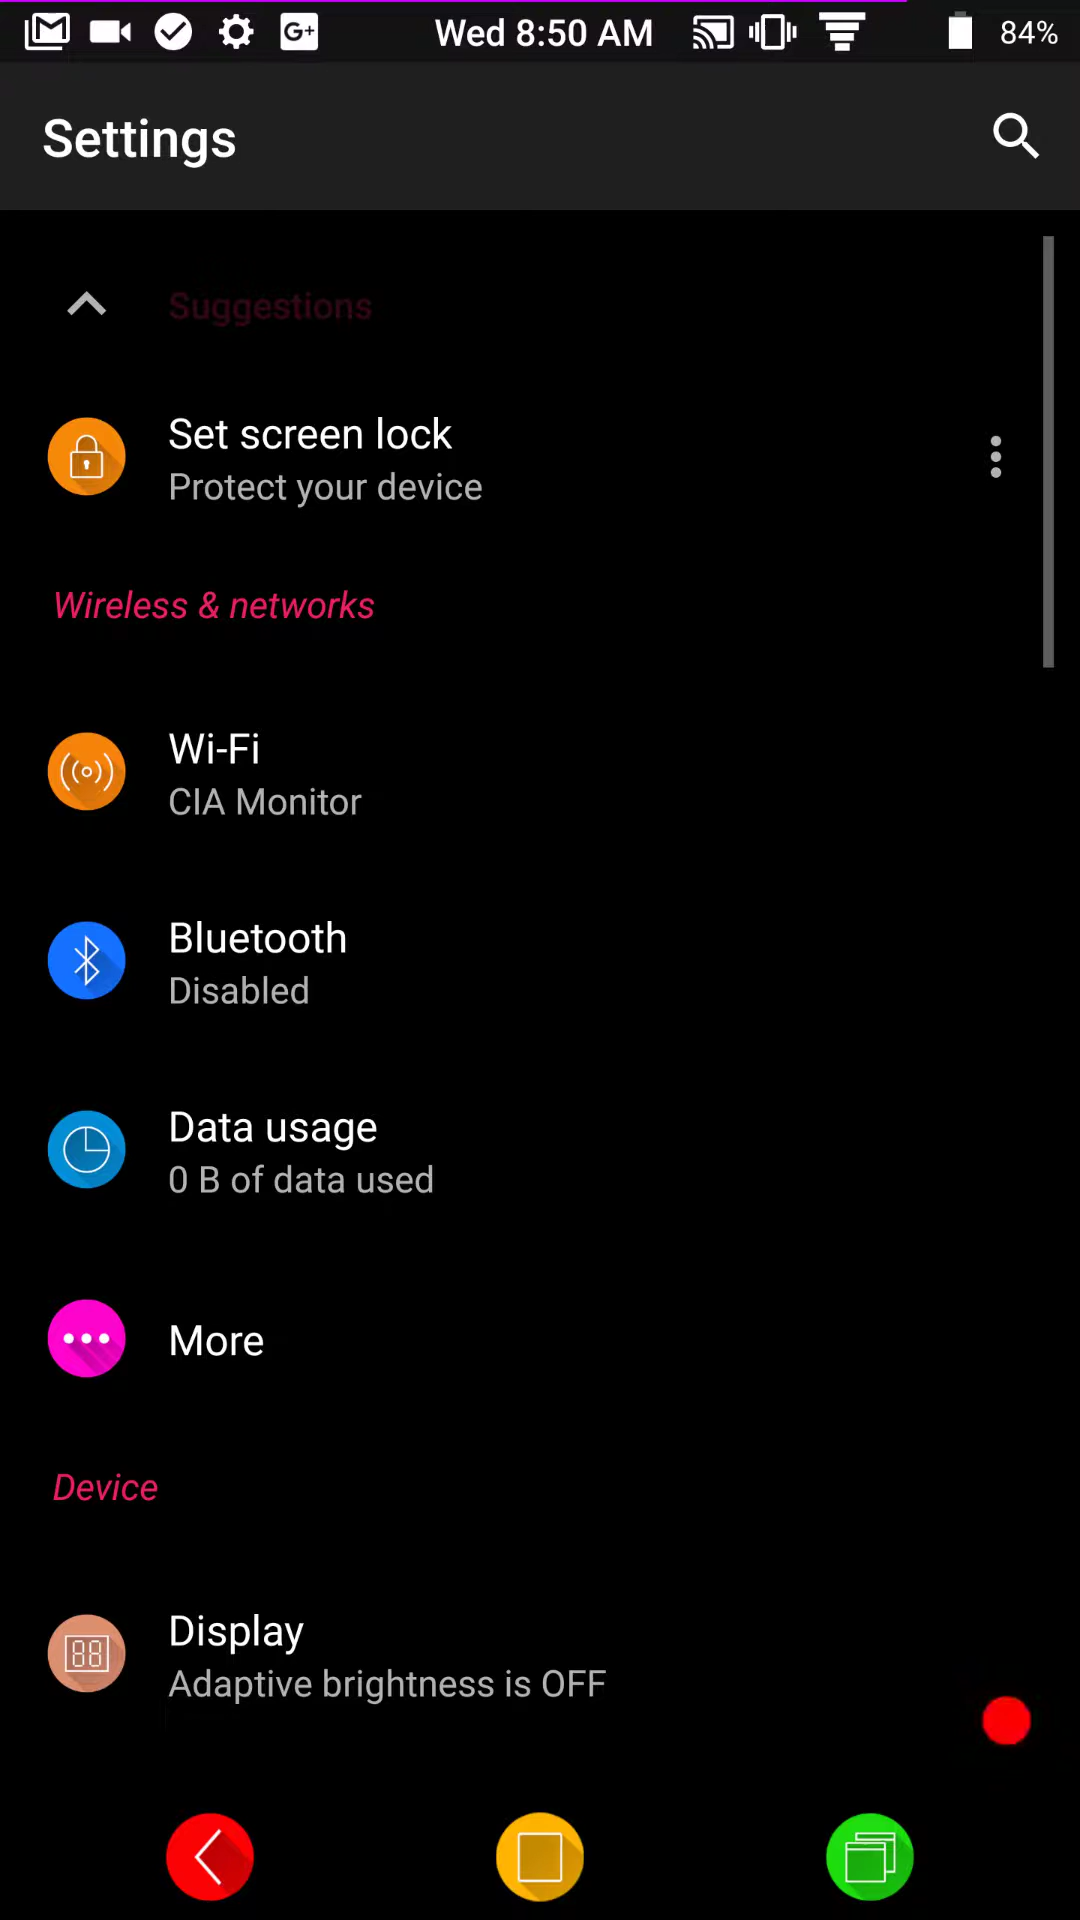 Wed 8:50 AM
84%
G+
Settings
Suggestions
Set screen lock
Protect your device
Wireless & networks
Wi-Fi
CIA Monitor
Bluetooth
Disabled
Data usage
0 B of data used
More
Device
88
Display
Adaptive brightness is OFF